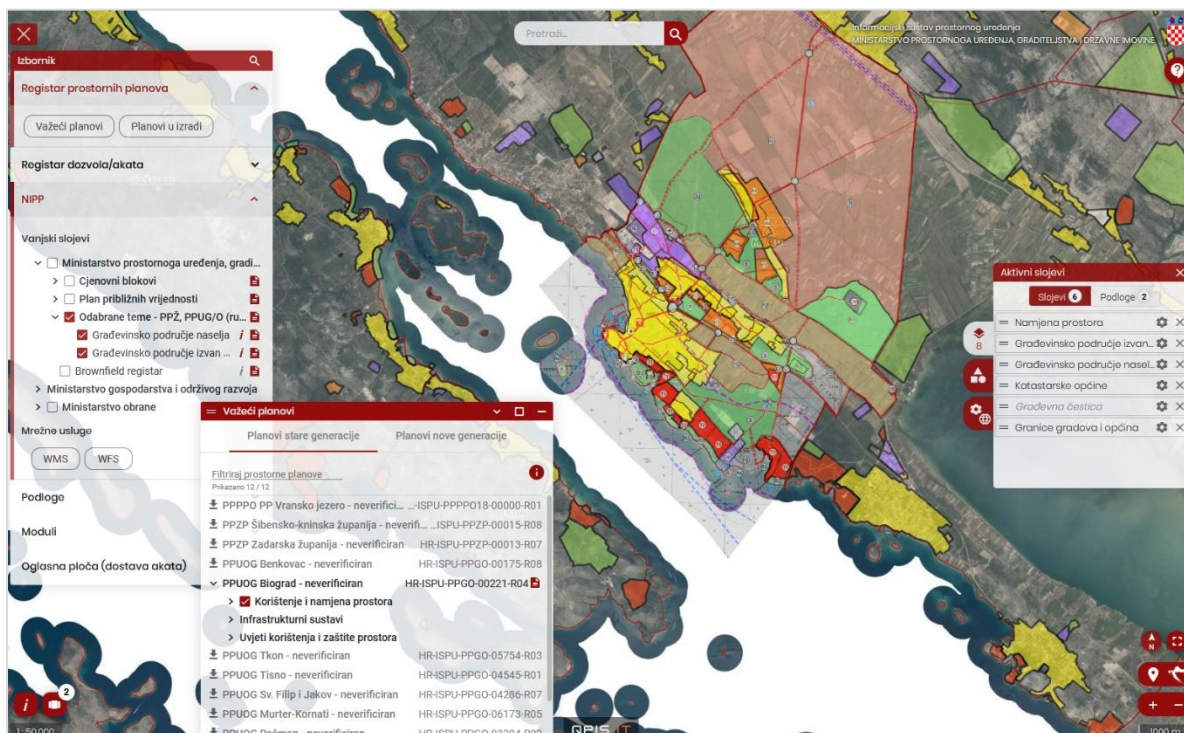 Pretraži...
Informacijski sustav prostornog uređenja
MINISTARSTVO PROSTORNOGA UREĐENJA, GRADITELJSTVA I DRŽAVNE IMOVINE
?
Izbornik
Registar prostornih planova
Važeći planovi
Planovi u izradi
Registar dozvola/akata
NIPP
Vanjski slojevi
Ministarstvo prostornoga uređenja, gradi...
Cjenovni blokovi
Plan približnih vrijednosti
Odabrane teme - PPŽ, PPUG/O (ru...
Građevinsko područje naselja i
Građevinsko područje izvan ... i
Brownfield registar i
Ministarstvo gospodarstva i održivog razvoja
Ministarstvo obrane
Mrežne usluge
WMS
WFS
Podloge
Moduli
Oglasna ploča (dostava akata)
i
2
1: 50 000
Važeći planovi
Planovi stare generacije
Planovi nove generacije
Filtriraj prostorne planove
i
Prikazano 12 / 12
PPPPO PP Vransko jezero - neverifici... ...-ISPU-PPPPO18-00000-R01
PPZP Šibensko-kninska županija - neverifi... ...ISPU-PPZP-00015-R08
PPZP Zadarska županija - neverificiran HR-ISPU-PPZP-00013-R07
PPUOG Benkovac - neverificiran HR-ISPU-PPGO-00175-R08
PPUOG Biograd - neverificiran HR-ISPU-PPGO-00221-R04
Korištenje i namjena prostora
Infrastrukturni sustavi
Uvjeti korištenja i zaštite prostora
PPUOG Tkon - neverificiran HR-ISPU-PPGO-05754-R03
PPUOG Tisno - neverificiran HR-ISPU-PPGO-04545-R01
PPUOG Sv. Filip i Jakov - neverificiran HR-ISPU-PPGO-04286-R07
PPUOG Murter-Kornati - neverificiran HR-ISPU-PPGO-06173-R05
Aktivni slojevi
Slojevi 6
Podloge 2
8
Namjena prostora
Građevinsko područje izvan...
Građevinsko područje nasel...
Katastarske općine
Građevna čestica
Granice gradova i općina
N
1000 m